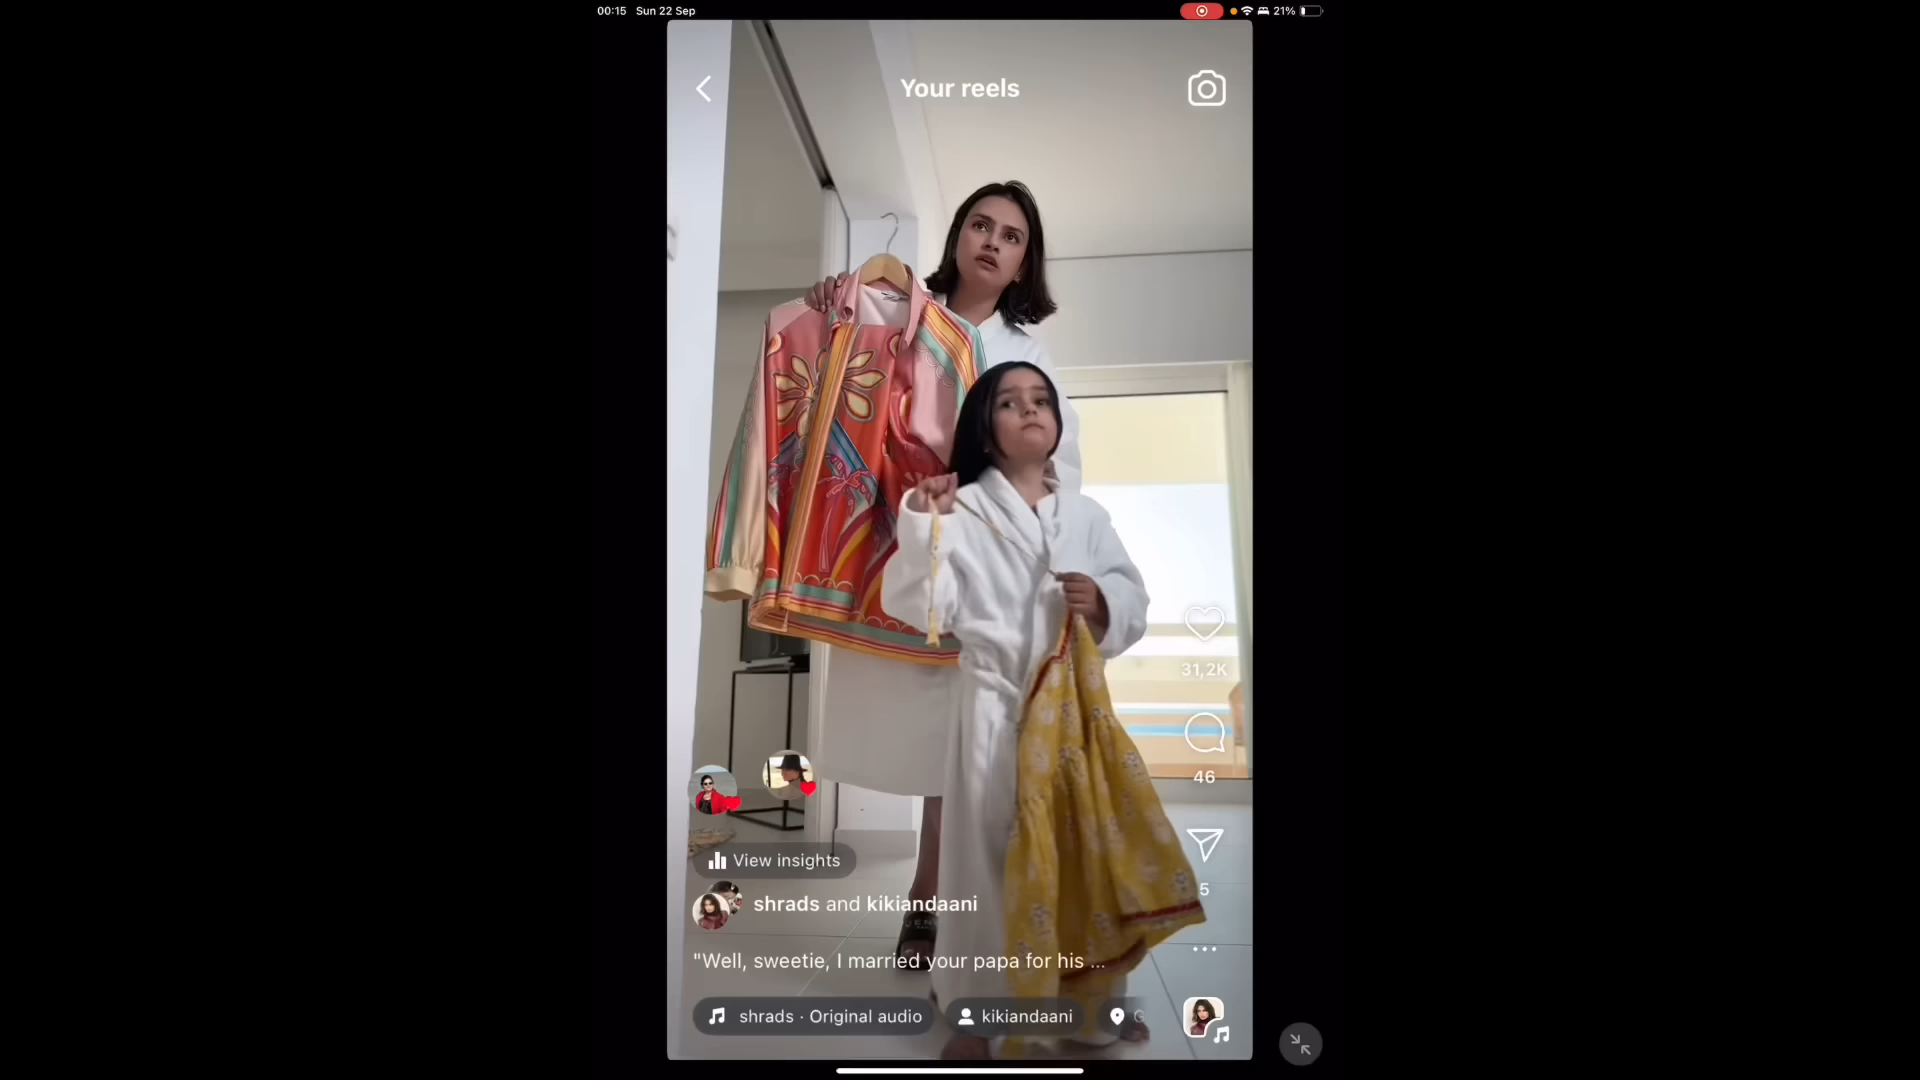 00:15 Sun 22 Sep
21%
Your reels
31,2K
46
View insights
5
shrads and kikiandaani
"Well, sweetie, I married your papa for his ...
shrads · Original audio
kikiandaani
G